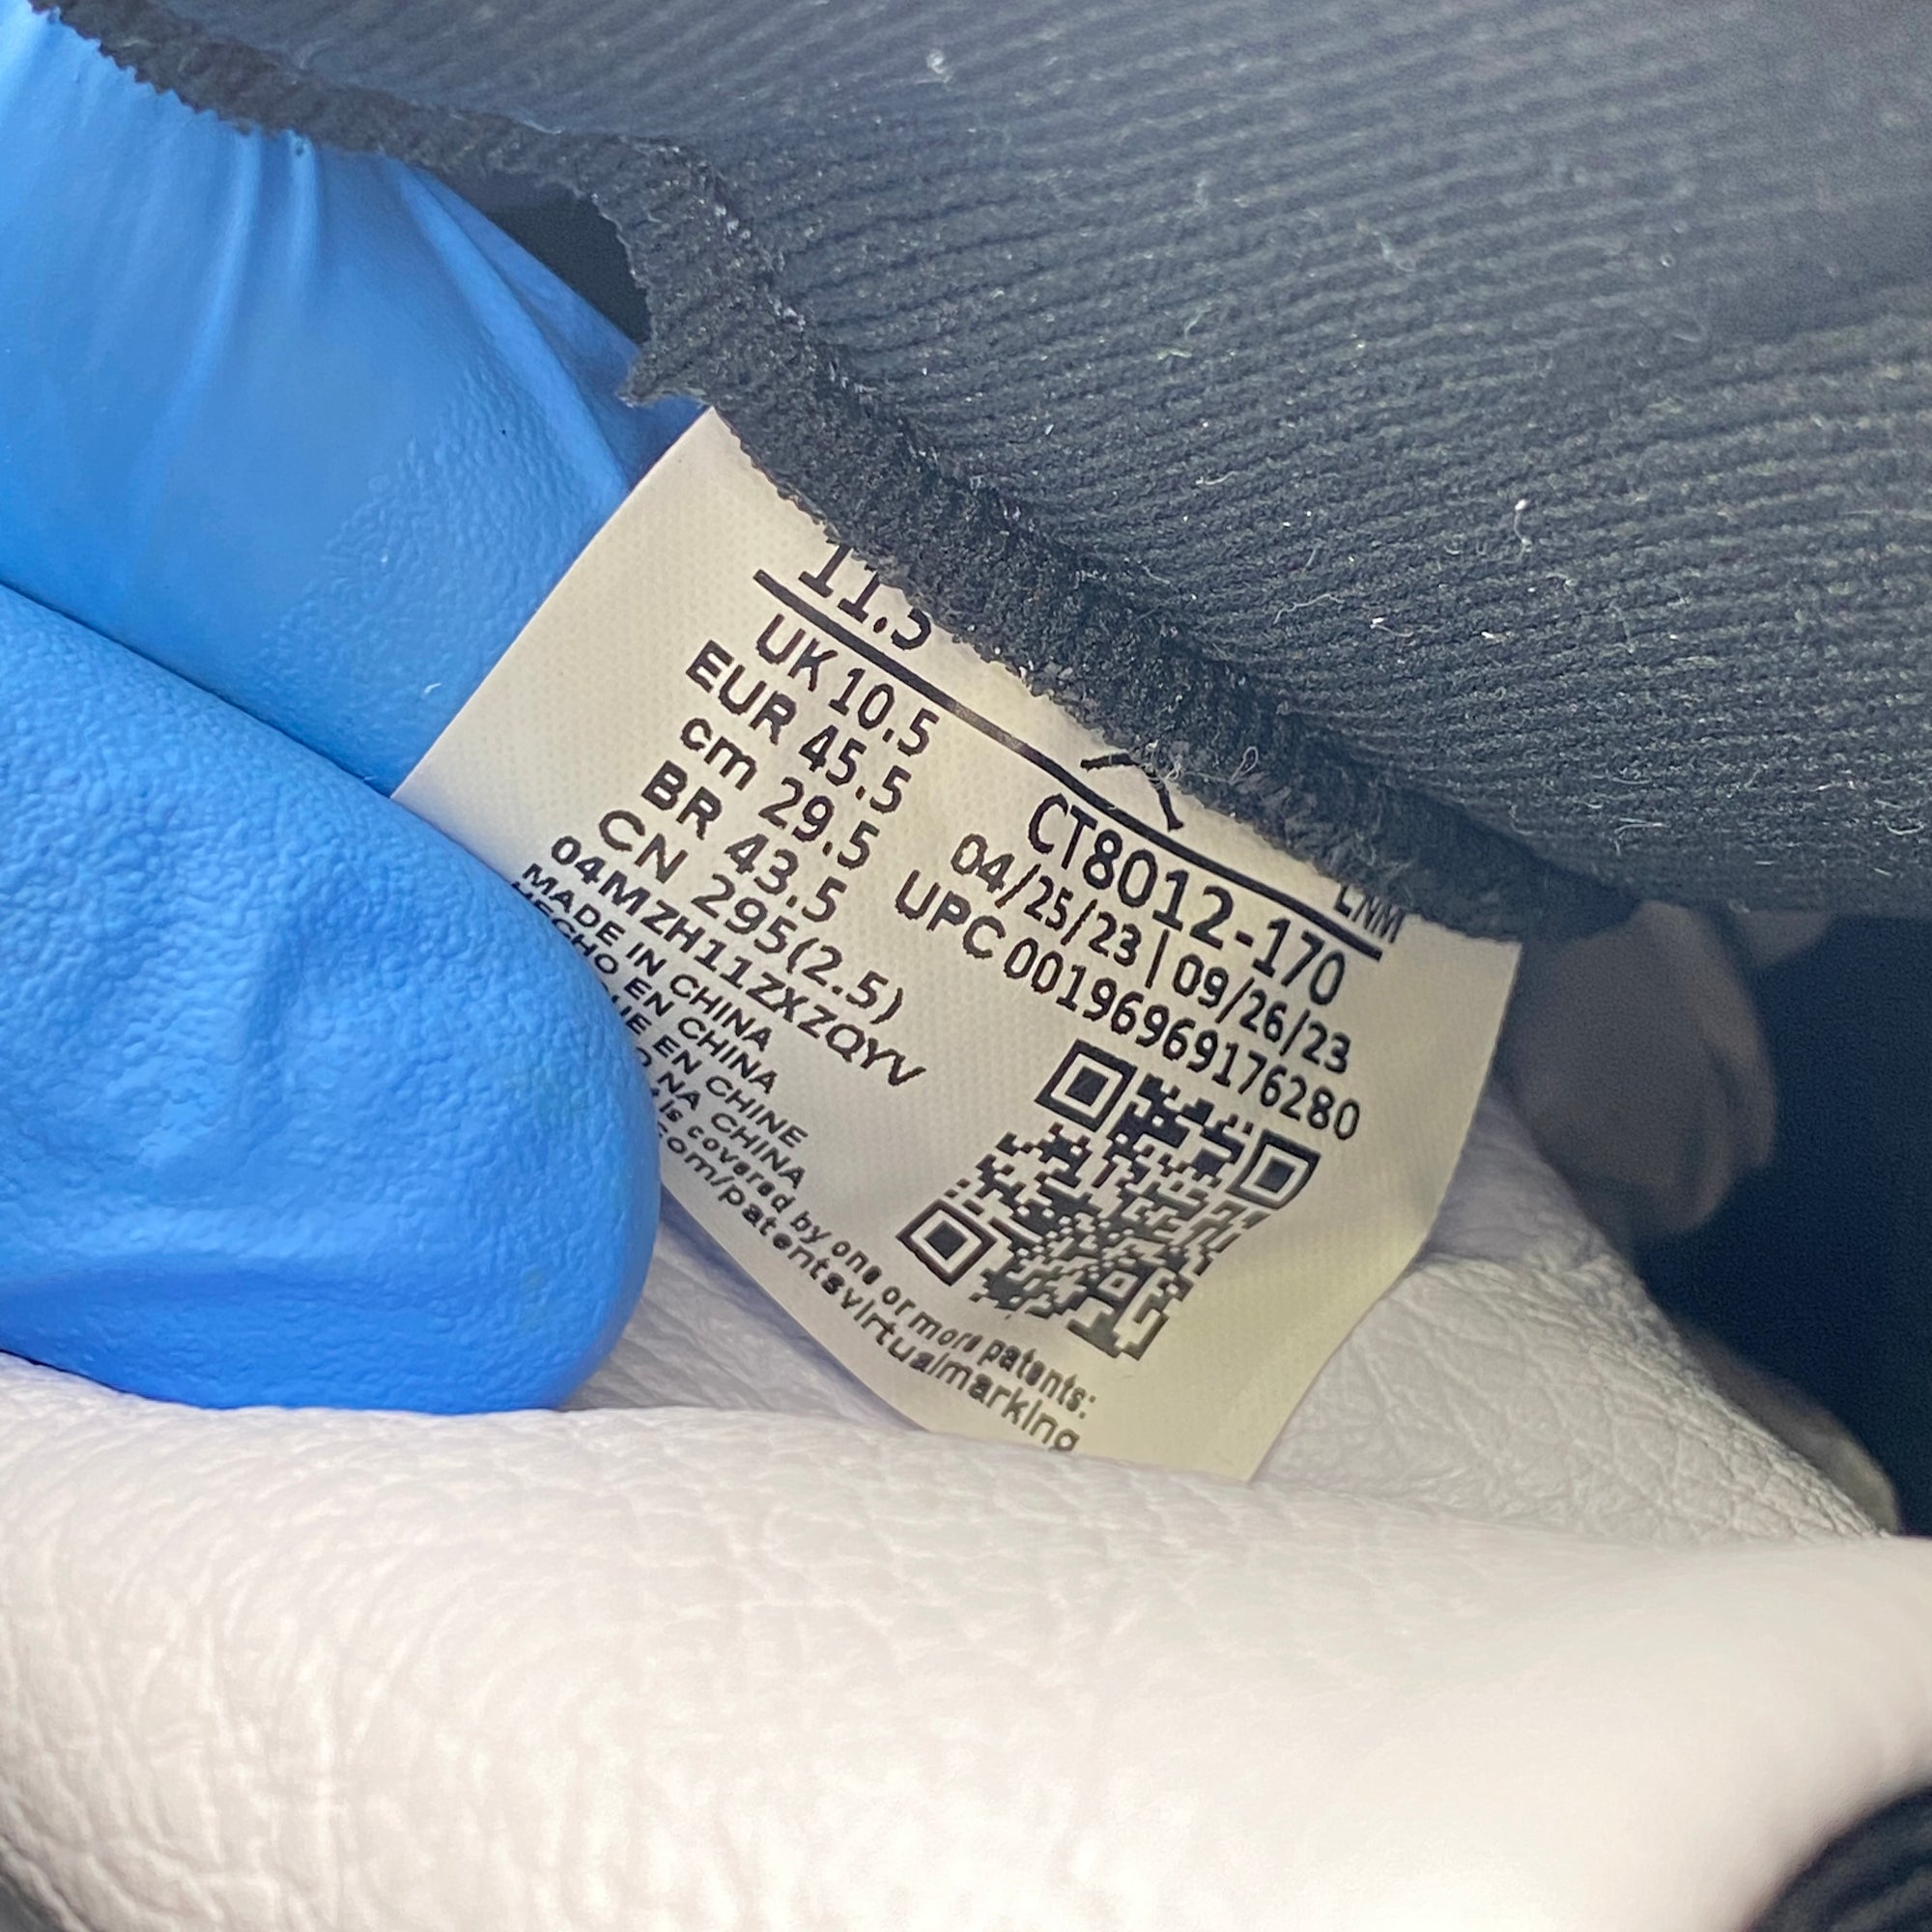 11.5
LNM
UK 10.5
EUR 45.5
cm 29.5
BR 43.5
CN 295(2.5)
04MZH11ZXZQYV
MADE IN CHINA
HECHO EN CHINA
EN CHINE
NA CHINA
is covered by one or more patents:
com/patentsvirtualmarking
CT8012-170
04/25/23 | 09/26/23
UPC 00196969176280